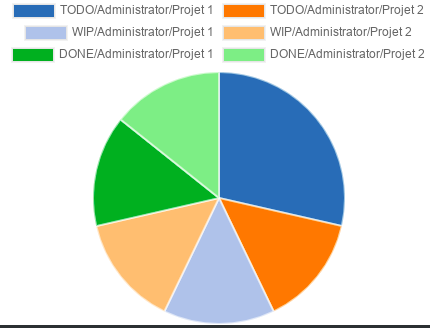 TODO/Administrator/Projet 1 TODO/Administrator/Projet 2
WIP/Administrator/Projet 1 WIP/Administrator/Projet 2
DONE/Administrator/Projet 1 DONE/Administrator/Projet 2